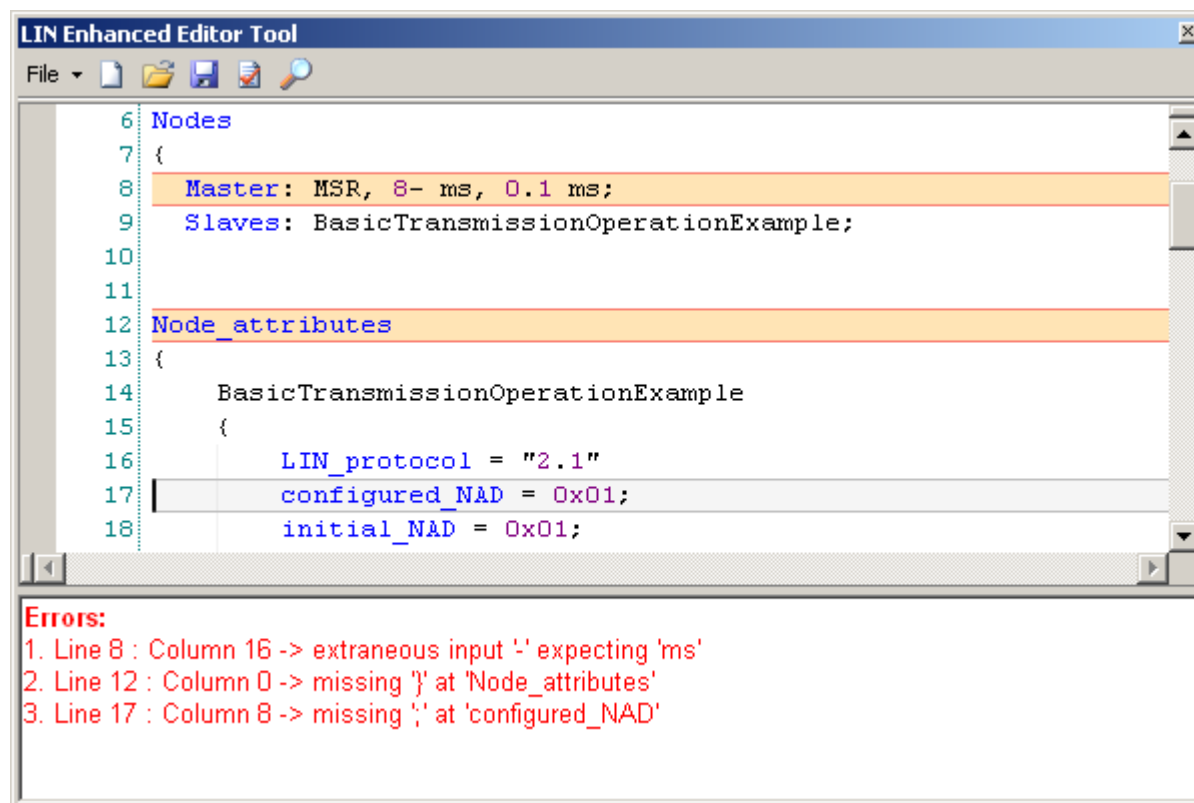 LIN Enhanced Editor Tool
File
6 Nodes
7 {
8 Master: MSR, 8- ms, 0.1 ms;
9 Slaves: BasicTransmissionOperationExample;
10
11
12 Node_attributes
13 {
14 BasicTransmissionOperationExample
15 {
16 LIN_protocol = "2.1"
17 configured_NAD = 0x01;
18 initial_NAD = 0x01;
Errors:
1. Line 8 : Column 16 -> extraneous input '-' expecting 'ms'
2. Line 12 : Column 0 -> missing '}' at 'Node_attributes'
3. Line 17 : Column 8 -> missing ';' at 'configured_NAD'